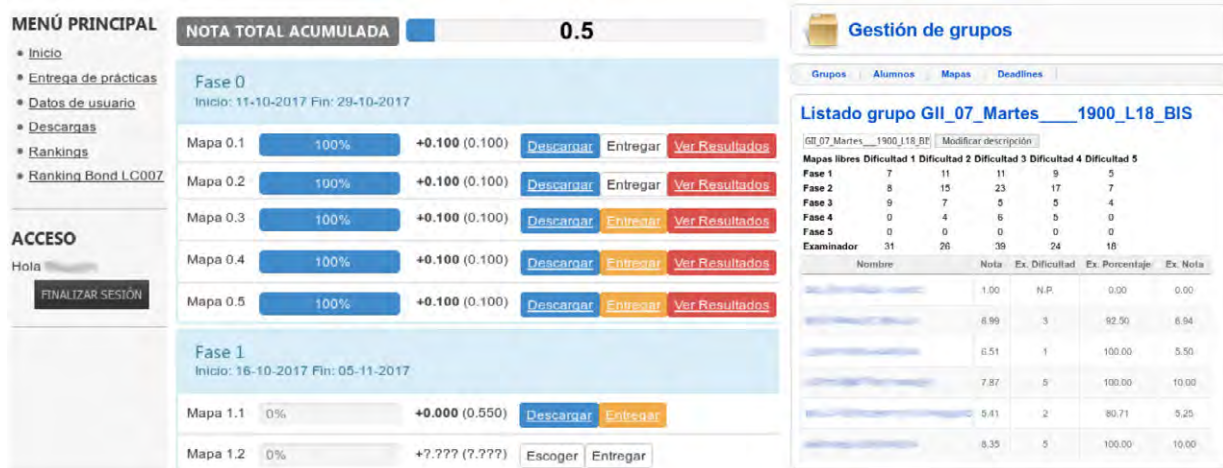 MENÚ PRINCIPAL
Inicio
Entrega de prácticas
Datos de usuario
Descargas
Rankings
Ranking Bond LC007
ACCESO
Hola
FINALIZAR SESIÓN
NOTA TOTAL ACUMULADA 0.5
Fase 0
Inicio: 11-10-2017 Fin: 29-10-2017
Mapa 0.1 100% +0.100 (0.100) Descargar Entregar Ver Resultados
Mapa 0.2 100% +0.100 (0.100) Descargar Entregar Ver Resultados
Mapa 0.3 100% +0.100 (0.100) Descargar Entregar Ver Resultados
Mapa 0.4 100% +0.100 (0.100) Descargar Entregar Ver Resultados
Mapa 0.5 100% +0.100 (0.100) Descargar Entregar Ver Resultados
Fase 1
Inicio: 16-10-2017 Fin: 05-11-2017
Mapa 1.1 0% +0.000 (0.550) Descargar Entregar
Mapa 1.2 0% +?.??? (?.???) Escoger Entregar
Gestión de grupos
Grupos Alumnos Mapas Deadlines
Listado grupo GII_07_Martes____1900_L18_BIS
GII_07_Martes___1900_L18_BI Modificar descripción
Mapas libres Dificultad 1 Dificultad 2 Dificultad 3 Dificultad 4 Dificultad 5
Fase 1 7 11 11 9 5
Fase 2 8 15 23 17 7
Fase 3 9 7 5 5 4
Fase 4 0 4 6 5 0
Fase 5 0 0 0 0 0
Examinador 31 26 39 24 18
Nombre Nota Ex. Dificultad Ex. Porcentaje Ex. Nota
1.00 N.P. 0.00 0.00
6.99 3 92.50 6.94
6.51 1 100.00 5.50
7.87 5 100.00 10.00
5.41 2 80.71 5.25
8.35 5 100.00 10.00